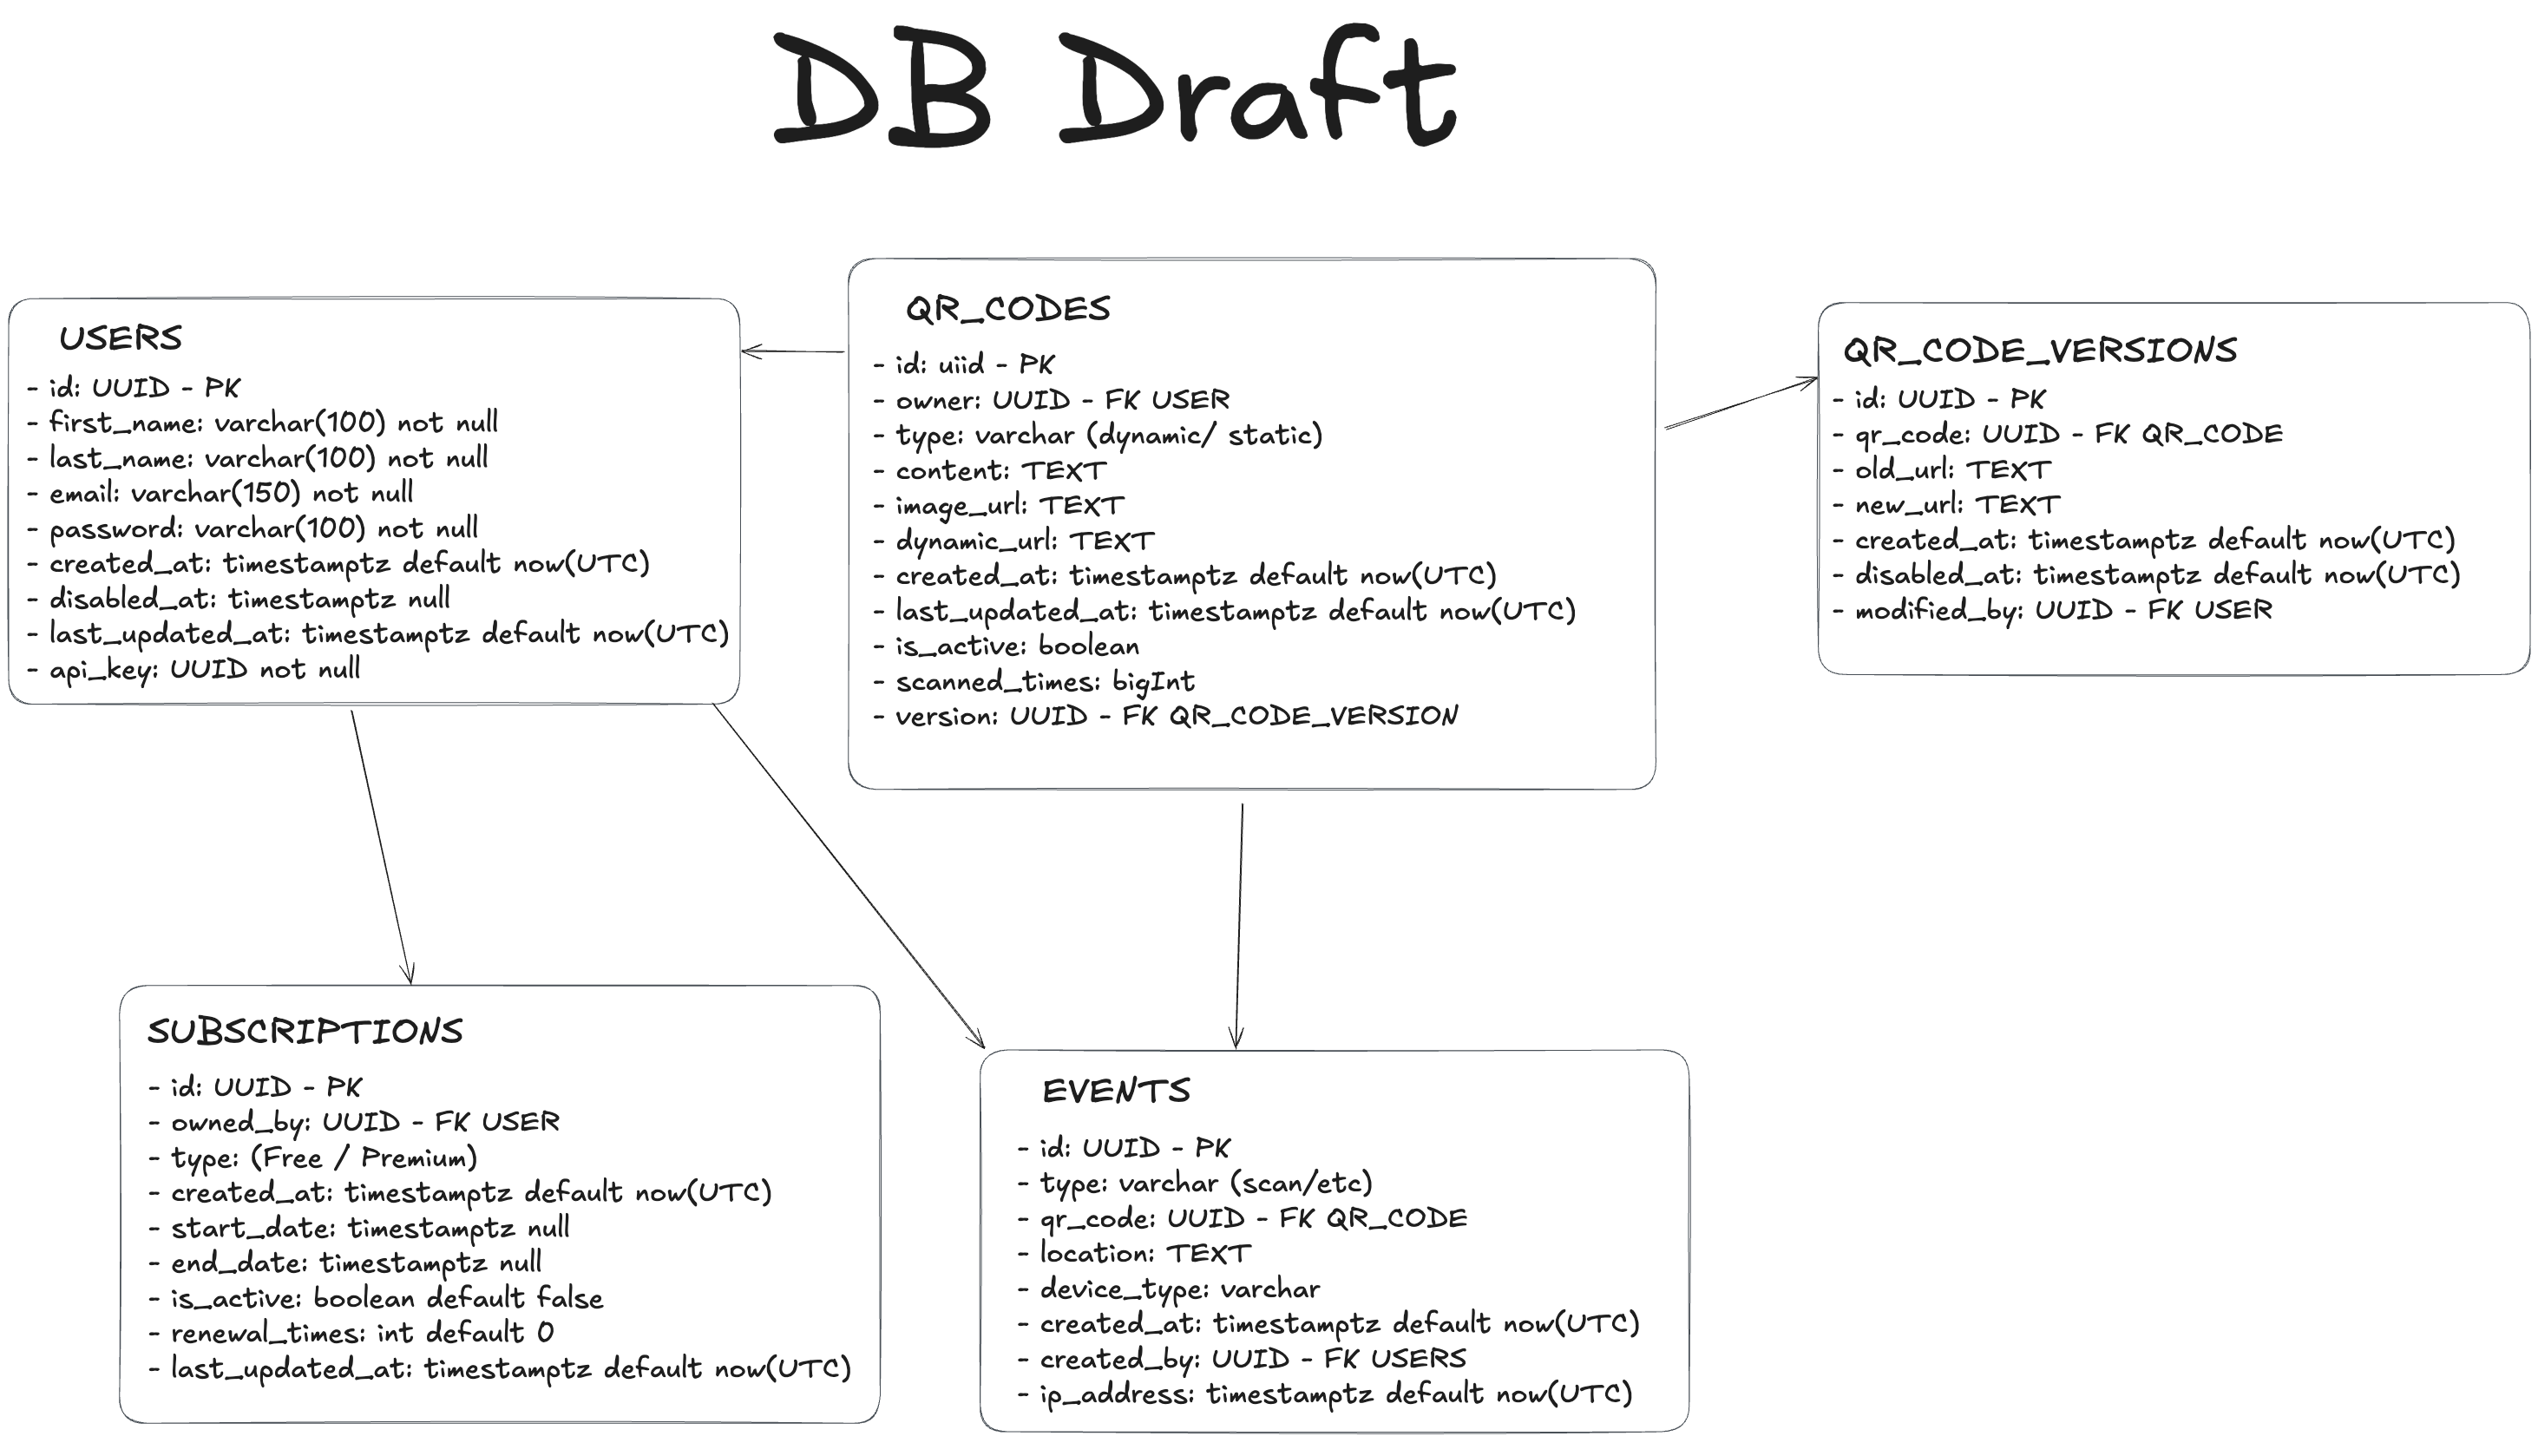 DB Draft
USERS
- id: UUID - PK
- first_name: varchar(100) not null
- last_name: varchar(100) not null
- email: varchar(150) not null
- password: varchar(100) not null
- created_at: timestamptz default now(UTC)
- disabled_at: timestamptz null
- last_updated_at: timestamptz default now(UTC)
- api_key: UUID not null
QR_CODES
- id: uiid - PK
- owner: UUID - FK USER
- type: varchar (dynamic/ static)
- content: TEXT
- image_url: TEXT
- dynamic_url: TEXT
- created_at: timestamptz default now(UTC)
- last_updated_at: timestamptz default now(UTC)
- is_active: boolean
- scanned_times: bigInt
- version: UUID - FK QR_CODE_VERSION
QR_CODE_VERSIONS
- id: UUID - PK
- qr_code: UUID - FK QR_CODE
- old_url: TEXT
- new_url: TEXT
- created_at: timestamptz default now(UTC)
- disabled_at: timestamptz default now(UTC)
- modified_by: UUID - FK USER
SUBSCRIPTIONS
- id: UUID - PK
- owned_by: UUID - FK USER
- type: (Free / Premium)
- created_at: timestamptz default now(UTC)
- start_date: timestamptz null
- end_date: timestamptz null
- is_active: boolean default false
- renewal_times: int default 0
- last_updated_at: timestamptz default now(UTC)
EVENTS
- id: UUID - PK
- type: varchar (scan/etc)
- qr_code: UUID - FK QR_CODE
- location: TEXT
- device_type: varchar
- created_at: timestamptz default now(UTC)
- created_by: UUID - FK USERS
- ip_address: timestamptz default now(UTC)